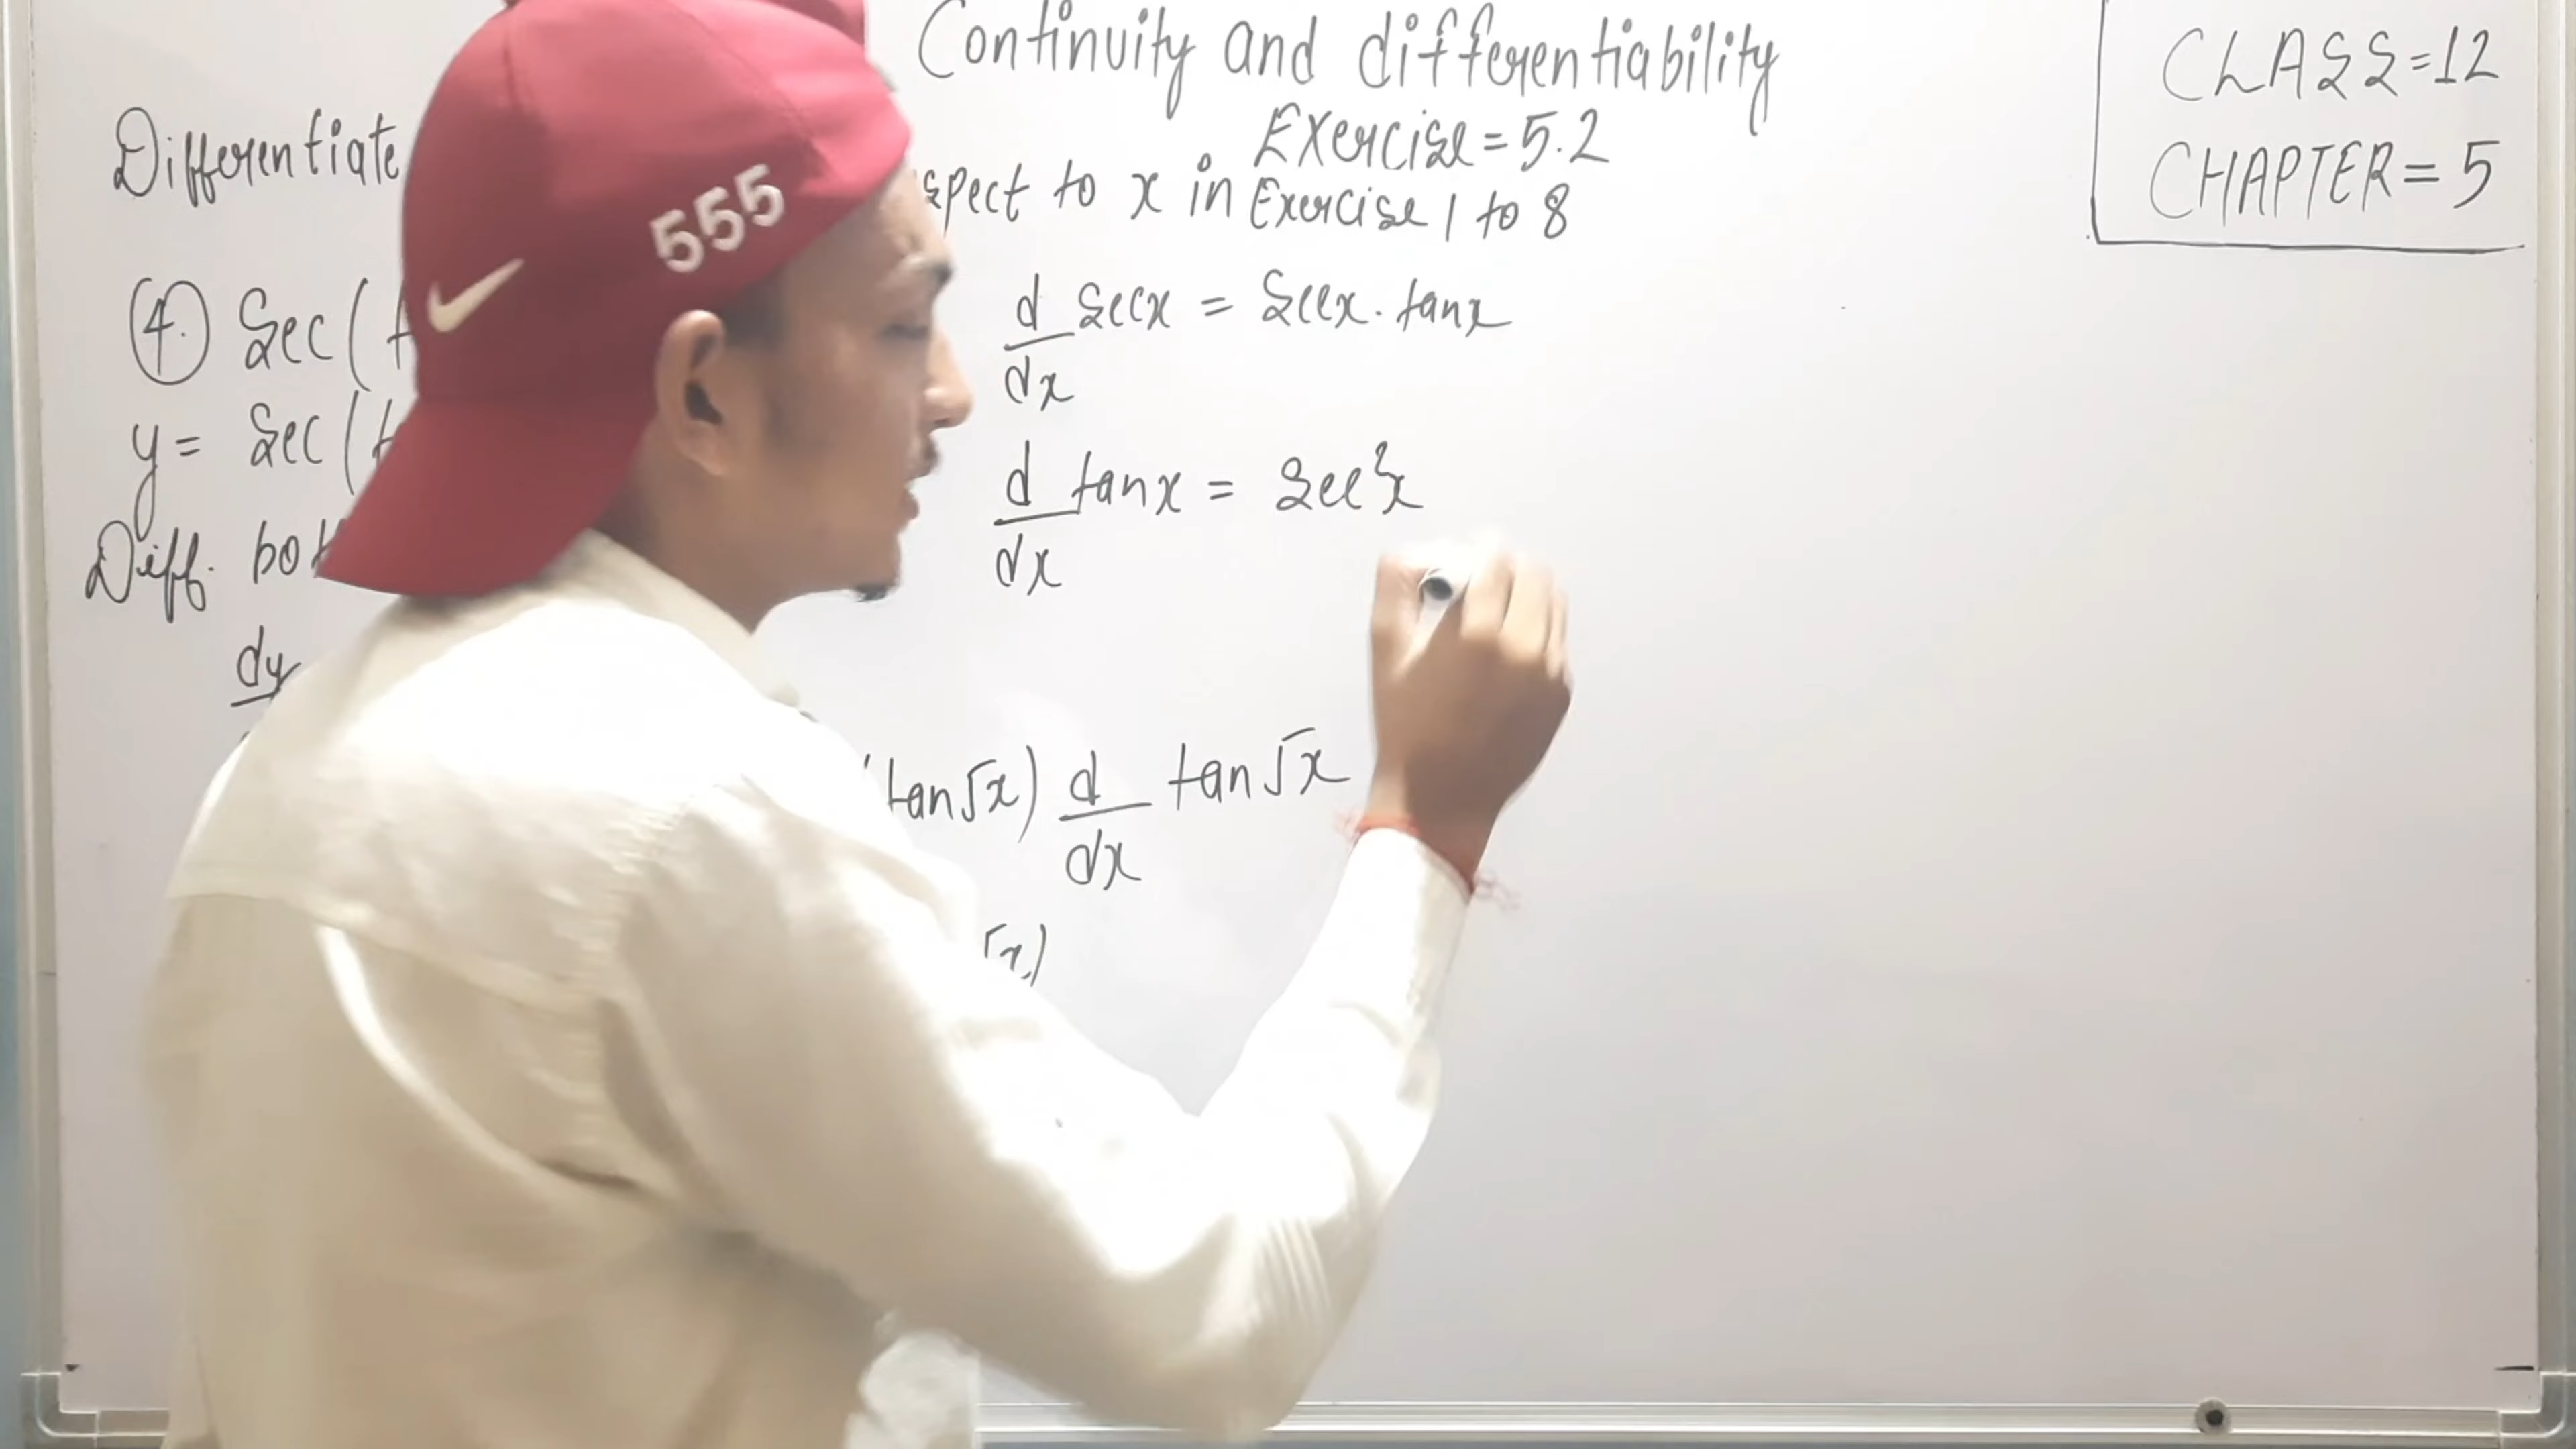 Continuity and differentiability
CLASS=12
CHAPTER=5
Exercise=5.2
Differentiate
spect to x in Exercise 1 to 8
555
(4.) Sec(
d/dx secx = secx.tanx
y= Sec(
d/dx tanx = sec²x
Diff.
dy
tan√x) d/dx tan√x
√x)